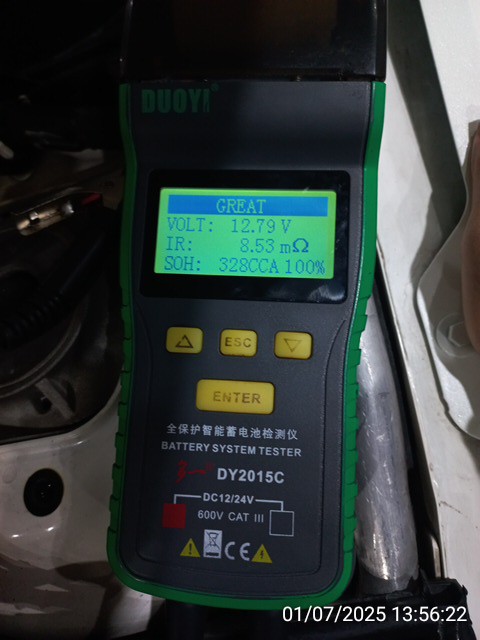 DUOYI®
GREAT
VOLT: 12.79 V
IR: 8.53 mΩ
SOH: 328CCA 100%
ESC
ENTER
全保护智能蓄电池检测仪
BATTERY SYSTEM TESTER
DY2015C
DC12/24V
600V CAT III
CE
01/07/2025 13:56:22